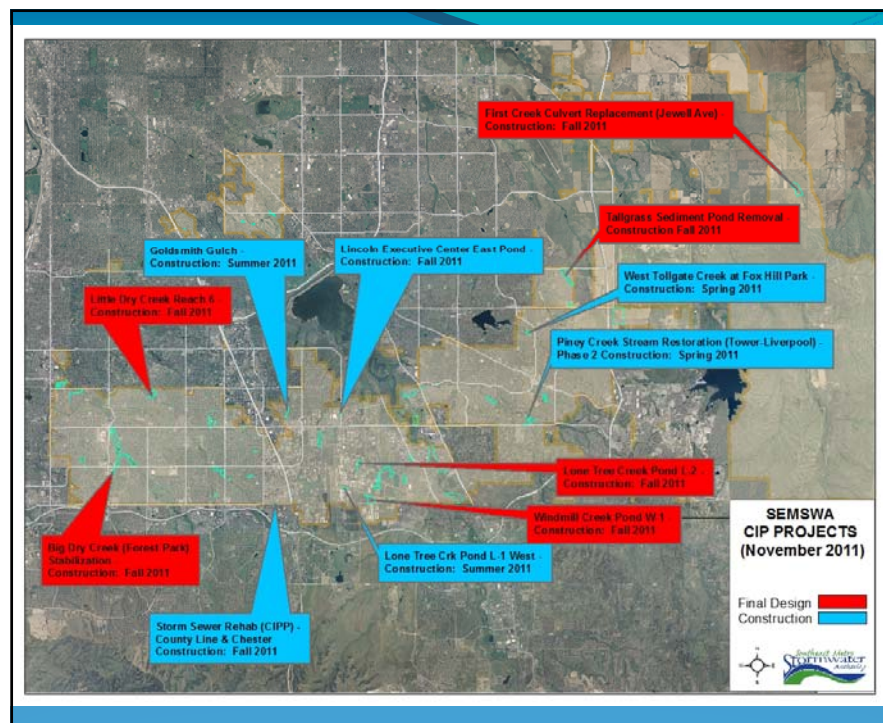 First Creek Culvert Replacement (Jewell Ave) -
Construction: Fall 2011
Tallgrass Sediment Pond Removal -
Construction Fall 2011
Goldsmith Gulch -
Construction: Summer 2011
Lincoln Executive Center East Pond -
Construction: Fall 2011
West Tollgate Creek at Fox Hill Park -
Construction: Spring 2011
Little Dry Creek Reach 6 -
Construction: Fall 2011
Piney Creek Stream Restoration (Tower-Liverpool) -
Phase 2 Construction: Spring 2011
Lone Tree Creek Pond L-2 -
Construction: Fall 2011
Windmill Creek Pond W-1 -
Construction: Fall 2011
Big Dry Creek (Forest Park)
Stabilization
Construction: Fall 2011
Lone Tree Crk Pond L-1 West -
Construction: Summer 2011
Storm Sewer Rehab (CIPP) -
County Line & Chester
Construction: Fall 2011
SEMSWA
CIP PROJECTS
(November 2011)
Final Design
Construction
Southeast Metro
Stormwater
Authority